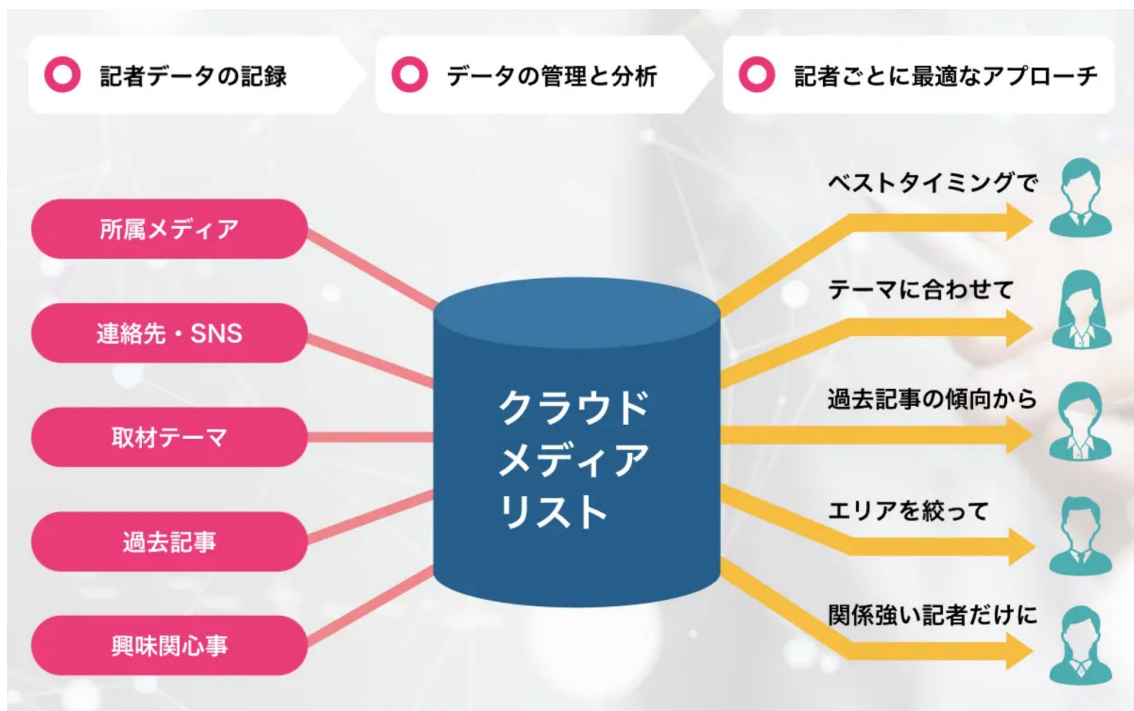 記者データの記録
データの管理と分析
記者ごとに最適なアプローチ
所属メディア
連絡先・SNS
取材テーマ
過去記事
興味関心事
クラウド
メディア
リスト
ベストタイミングで
テーマに合わせて
過去記事の傾向から
エリアを絞って
関係強い記者だけに